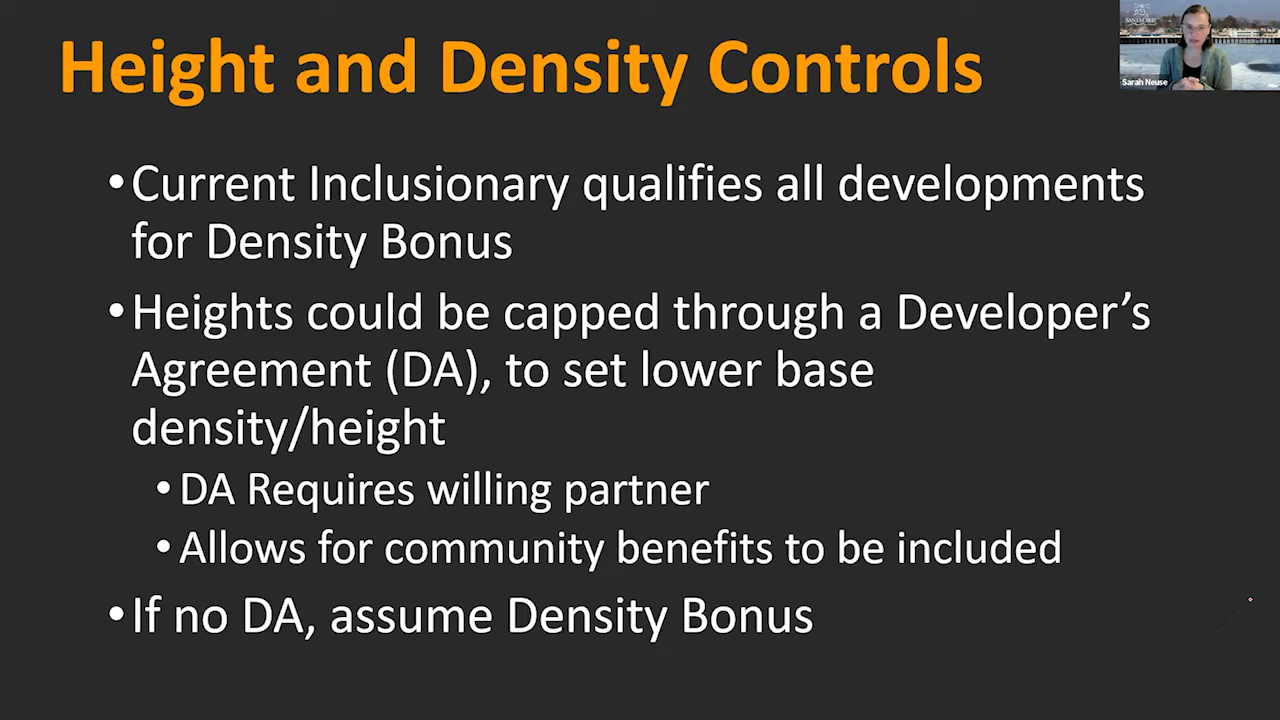 Height and Density Controls
SANTA CRUZ
Sarah Neuse
•Current Inclusionary qualifies all developments
for Density Bonus
•Heights could be capped through a Developer’s
Agreement (DA), to set lower base
density/height
•DA Requires willing partner
•Allows for community benefits to be included
•If no DA, assume Density Bonus